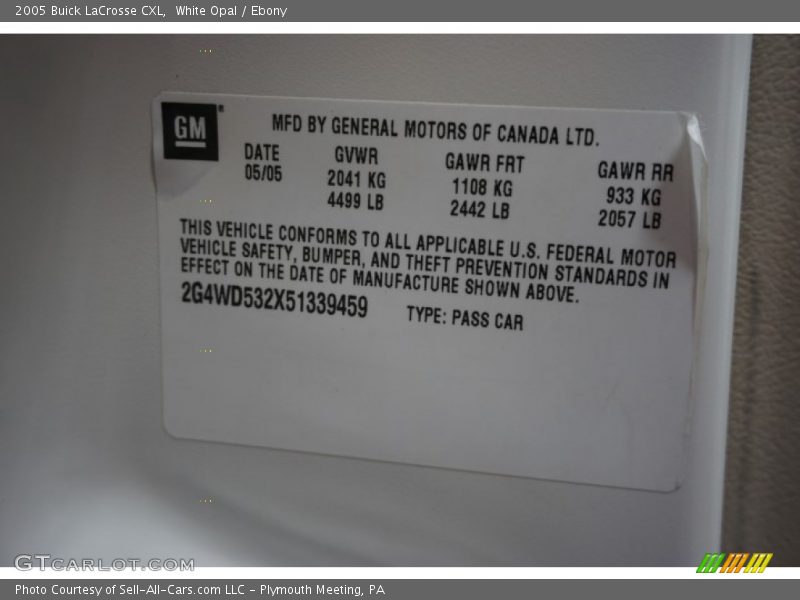 2005 Buick LaCrosse CXL, White Opal / Ebony
GM
MFD BY GENERAL MOTORS OF CANADA LTD.
DATE GVWR GAWR FRT GAWR RR
05/05 2041 KG 1108 KG 933 KG
4499 LB 2442 LB 2057 LB
THIS VEHICLE CONFORMS TO ALL APPLICABLE U.S. FEDERAL MOTOR
VEHICLE SAFETY, BUMPER, AND THEFT PREVENTION STANDARDS IN
EFFECT ON THE DATE OF MANUFACTURE SHOWN ABOVE.
2G4WD532X51339459 TYPE: PASS CAR
GTCARLOT.COM
Photo Courtesy of Sell-All-Cars.com LLC - Plymouth Meeting, PA